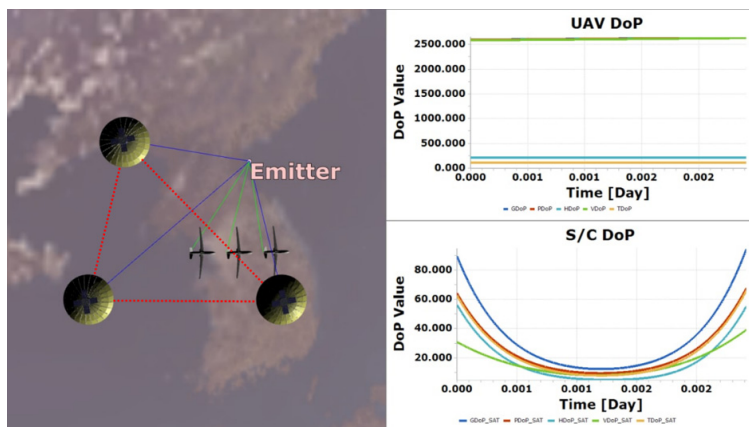 Emitter
UAV DoP
DoP Value
2500.000
2000.000
1500.000
1000.000
500.000
0.000
0.000 0.001 0.001 0.002 0.002
Time [Day]
GDoP PDoP HDoP VDoP TDoP
S/C DoP
DoP Value
80.000
60.000
40.000
20.000
0.000 0.001 0.001 0.002 0.002
Time [Day]
GDoP_SAT PDoP_SAT HDoP_SAT VDoP_SAT TDoP_SAT